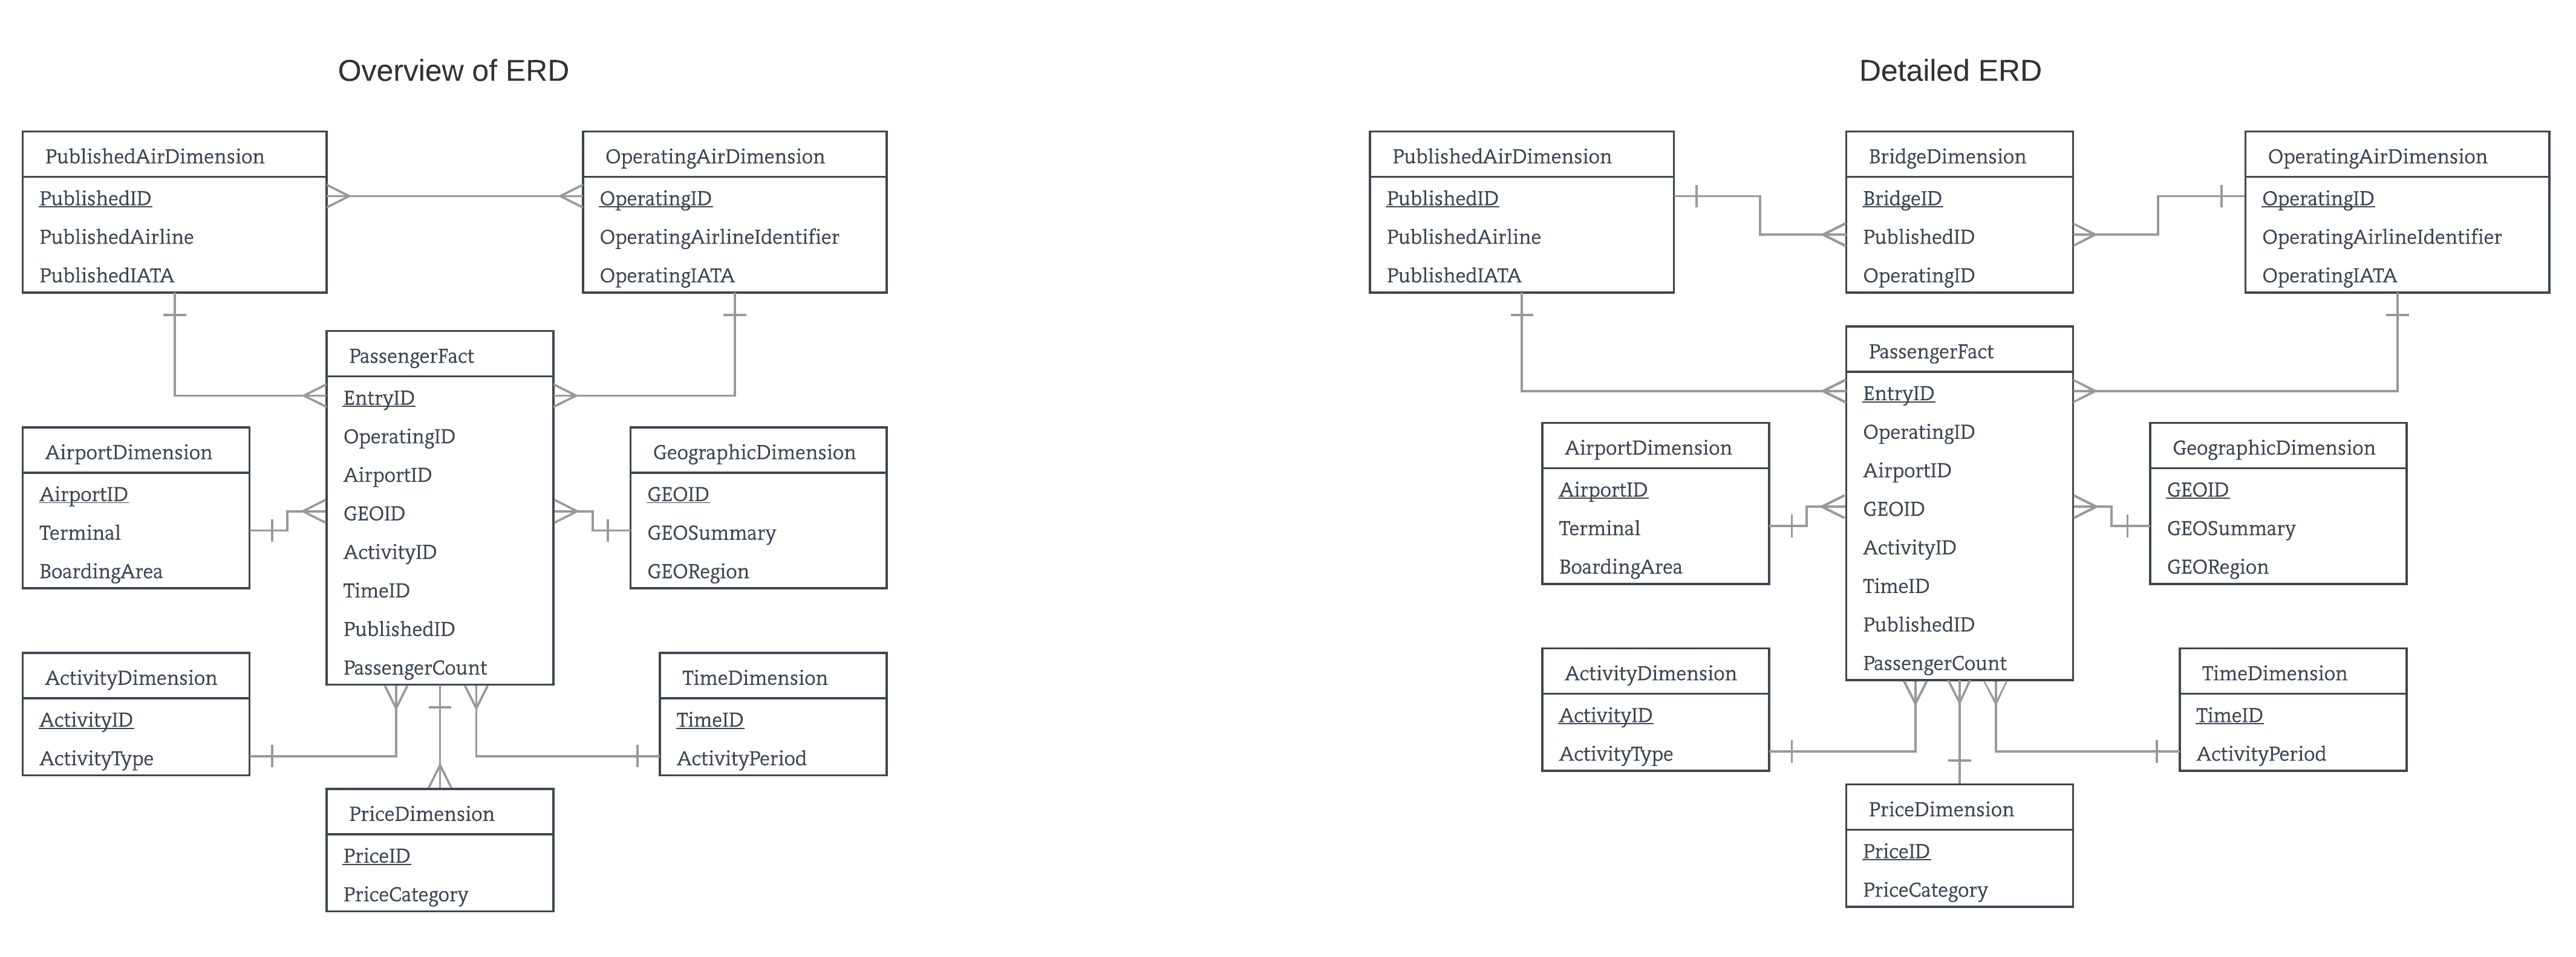 Overview of ERD
PublishedAirDimension
PublishedID
PublishedAirline
PublishedIATA
OperatingAirDimension
OperatingID
OperatingAirlineIdentifier
OperatingIATA
PassengerFact
EntryID
OperatingID
AirportID
GEOID
ActivityID
TimeID
PublishedID
PassengerCount
AirportDimension
AirportID
Terminal
BoardingArea
GeographicDimension
GEOID
GEOSummary
GEORegion
ActivityDimension
ActivityID
ActivityType
TimeDimension
TimeID
ActivityPeriod
PriceDimension
PriceID
PriceCategory
Detailed ERD
PublishedAirDimension
PublishedID
PublishedAirline
PublishedIATA
BridgeDimension
BridgeID
PublishedID
OperatingID
OperatingAirDimension
OperatingID
OperatingAirlineIdentifier
OperatingIATA
PassengerFact
EntryID
OperatingID
AirportID
GEOID
ActivityID
TimeID
PublishedID
PassengerCount
AirportDimension
AirportID
Terminal
BoardingArea
GeographicDimension
GEOID
GEOSummary
GEORegion
ActivityDimension
ActivityID
ActivityType
TimeDimension
TimeID
ActivityPeriod
PriceDimension
PriceID
PriceCategory